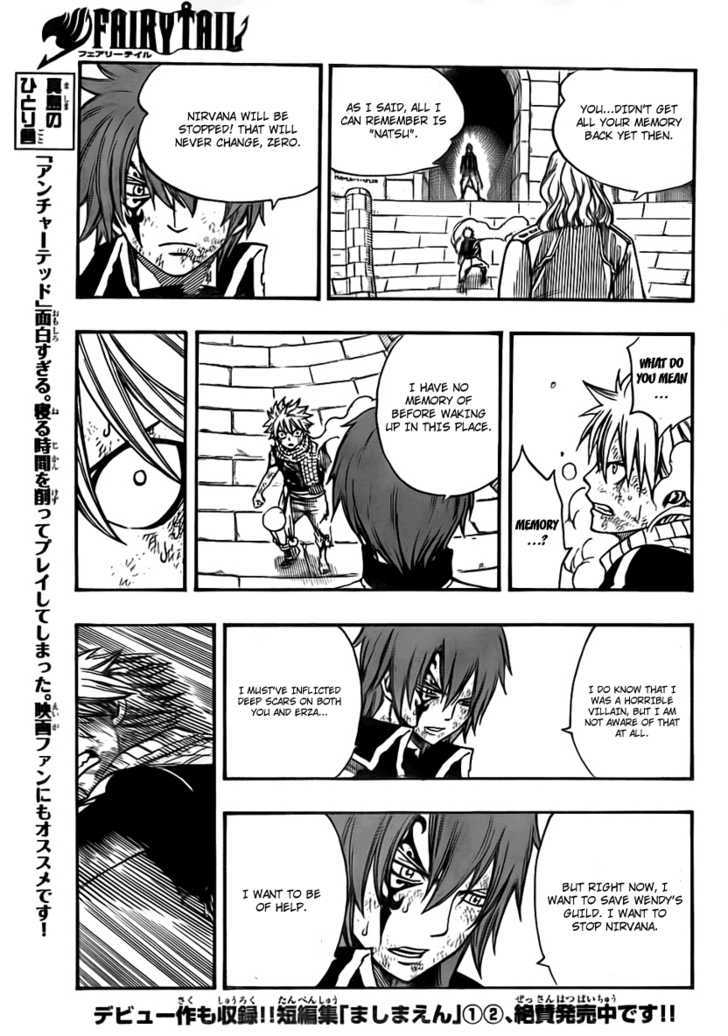 FAIRY TAIL
フェアリーテイル
真島のひとり言
「アンチャーテッド」面白すぎる。寝る時間を削ってプレイしてしまった。映画ファンにもオススメです!
YOU...DIDN'T GET
ALL YOUR MEMORY
BACK YET THEN.
AS I SAID, ALL I
CAN REMEMBER IS
"NATSU".
NIRVANA WILL BE
STOPPED! THAT WILL
NEVER CHANGE, ZERO.
WHAT DO
YOU MEAN
...
MEMORY
...?
I HAVE NO
MEMORY OF
BEFORE WAKING
UP IN THIS PLACE.
I DO KNOW THAT I
WAS A HORRIBLE
VILLAIN, BUT I AM
NOT AWARE OF THAT
AT ALL.
I MUST'VE INFLICTED
DEEP SCARS ON BOTH
YOU AND ERZA...
BUT RIGHT NOW, I
WANT TO SAVE WENDY'S
GUILD. I WANT TO
STOP NIRVANA.
I WANT TO BE
OF HELP.
デビュー作も収録!!短編集「ましまえん」①②、絶賛発売中です!!